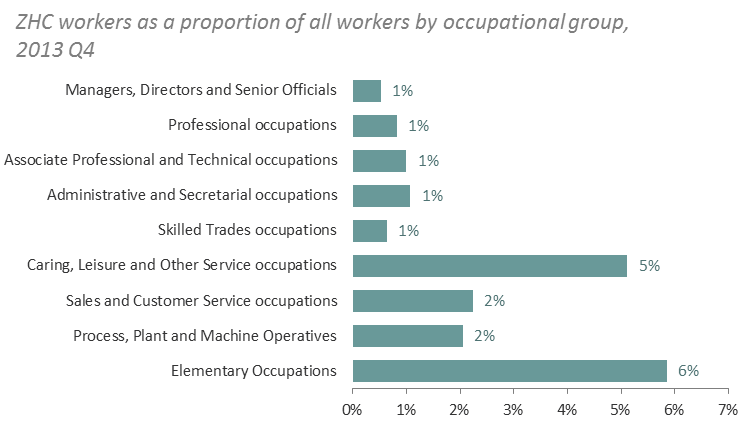 ZHC workers as a proportion of all workers by occupational group,
2013 Q4
Managers, Directors and Senior Officials 1%
Professional occupations 1%
Associate Professional and Technical occupations 1%
Administrative and Secretarial occupations 1%
Skilled Trades occupations 1%
Caring, Leisure and Other Service occupations 5%
Sales and Customer Service occupations 2%
Process, Plant and Machine Operatives 2%
Elementary Occupations 6%
0% 1% 2% 3% 4% 5% 6% 7%